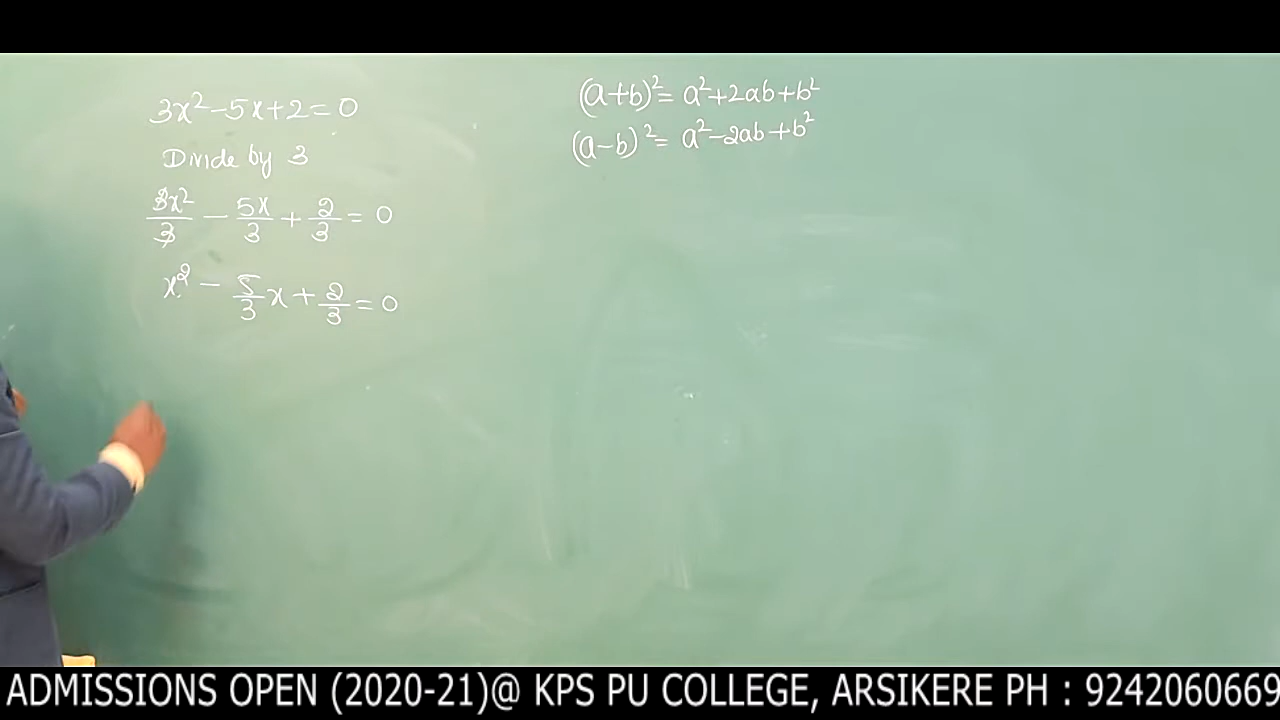 3x²-5x+2=0
Divide by 3
3x²/3 - 5x/3 + 2/3 = 0
x² - 5/3 x + 2/3 = 0
(a+b)² = a²+2ab+b²
(a-b)² = a²-2ab+b²
ADMISSIONS OPEN (2020-21)@ KPS PU COLLEGE, ARSIKERE PH : 9242060669